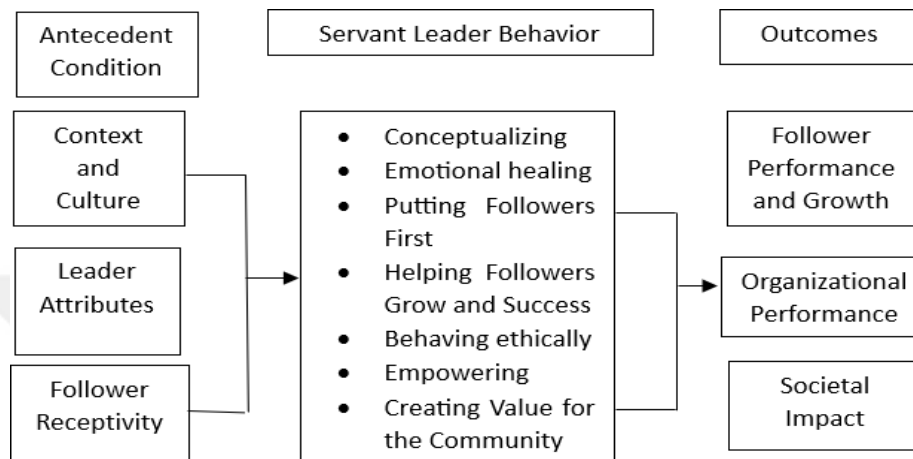 Antecedent
Condition
Servant Leader Behavior
Outcomes
Context
and
Culture
Leader
Attributes
Follower
Receptivity
• Conceptualizing
• Emotional healing
• Putting Followers
First
• Helping Followers
Grow and Success
• Behaving ethically
• Empowering
• Creating Value for
the Community
Follower
Performance
and Growth
Organizational
Performance
Societal
Impact